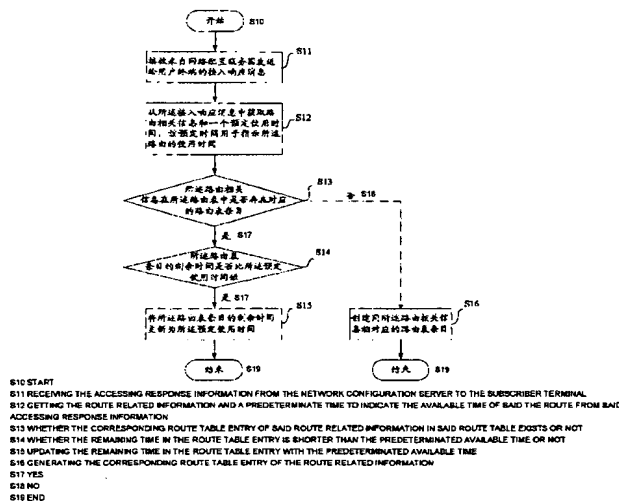 开始 S10
S11
接收来自网络配置服务器发送
给用户终端的接入响应消息
S12
从所述接入响应消息中获取路
由相关信息和一个预定使用时
间，该预定时间用于指示所述
路由的使用时间
S13
所述路由相关
信息在所述路由表中是否存在对应
的路由表条目
否 S18
是 S17
S14
所述路由表
条目的剩余时间是否比所述预定
使用时间短
是 S17
S15
将所述路由表条目的剩余时间
更新为所述预定使用时间
S16
创建同所述路由相关信
息相对应的路由表条目
结束 S19
结束 S19
S10 START
S11 RECEIVING THE ACCESSING RESPONSE INFORMATION FROM THE NETWORK CONFIGURATION SERVER TO THE SUBSCRIBER TERMINAL
S12 GETTING THE ROUTE RELATED INFORMATION AND A PREDETERMINATE TIME TO INDICATE THE AVAILABLE TIME OF SAID THE ROUTE FROM SAID
ACCESSING RESPONSE INFORMATION
S13 WHETHER THE CORRESPONDING ROUTE TABLE ENTRY OF SAID ROUTE RELATED INFORMATION IN SAID ROUTE TABLE EXISTS OR NOT
S14 WHETHER THE REMAINING TIME IN THE ROUTE TABLE ENTRY IS SHORTER THAN THE PREDETERMINATED AVAILABLE TIME OR NOT
S15 UPDATING THE REMAINING TIME IN THE ROUTE TABLE ENTRY WITH THE PREDETERMINATED AVAILABLE TIME
S16 GENERATING THE CORRESPONDING ROUTE TABLE ENTRY OF THE ROUTE RELATED INFORMATION
S17 YES
S18 NO
S19 END